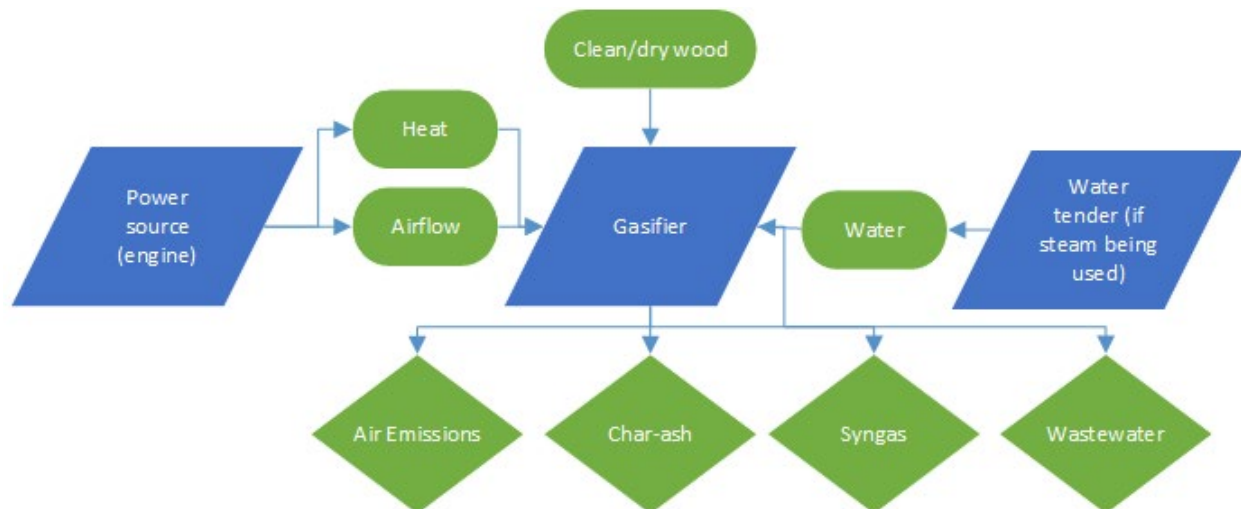 Clean/dry wood
Heat
Power
source
(engine)
Airflow
Gasifier
Water
Water
tender (if
steam being
used)
Air Emissions
Char-ash
Syngas
Wastewater